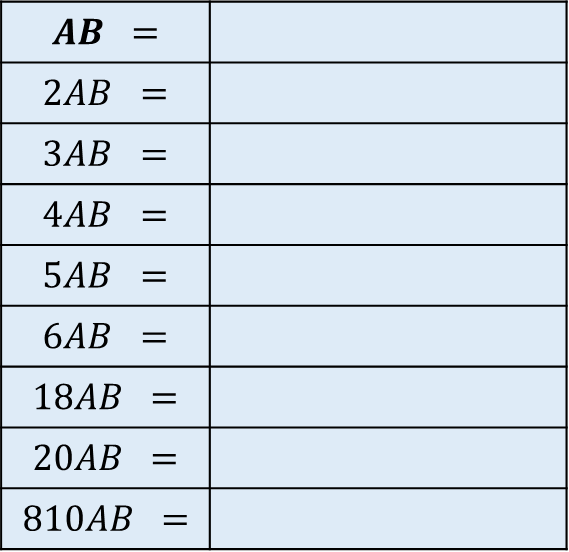 AB =
2AB =
3AB =
4AB =
5AB =
6AB =
18AB =
20AB =
810AB =